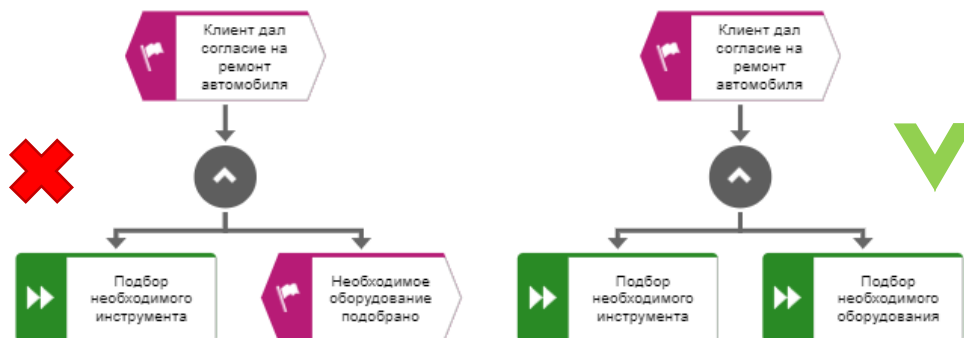 Клиент дал
согласие на
ремонт
автомобиля
Клиент дал
согласие на
ремонт
автомобиля
Подбор
необходимого
инструмента
Необходимое
оборудование
подобрано
Подбор
необходимого
инструмента
Подбор
необходимого
оборудования